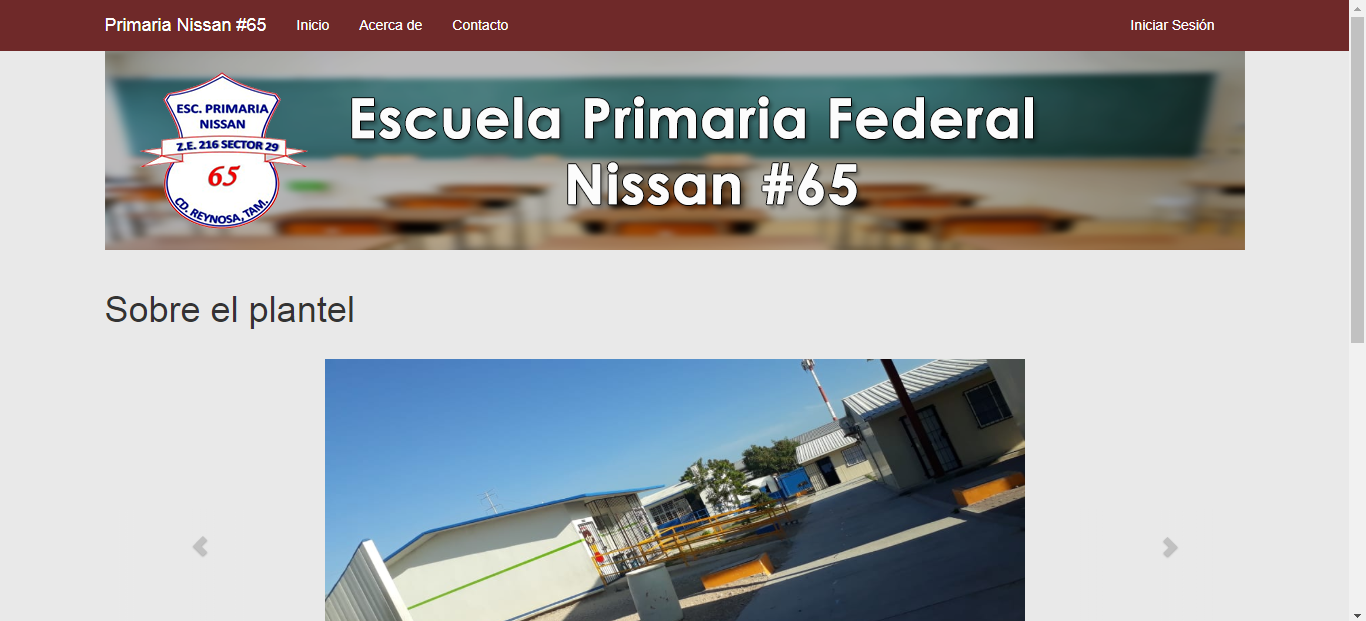 Primaria Nissan #65
Inicio
Acerca de
Contacto
Iniciar Sesión
ESC. PRIMARIA
NISSAN
Z.E. 216 SECTOR 29
65
CD. REYNOSA, TAM.
Escuela Primaria Federal
Nissan #65
Sobre el plantel